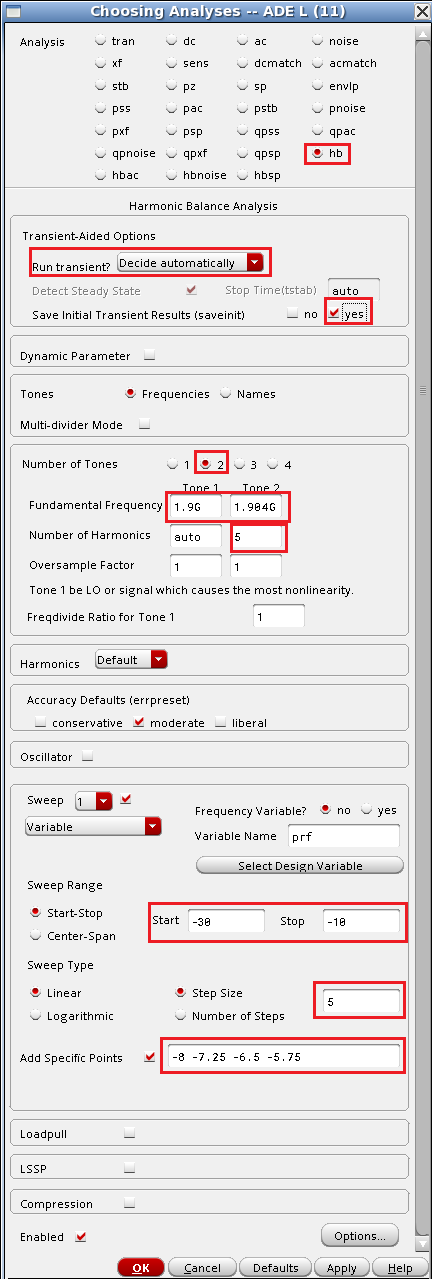 Choosing Analyses -- ADE L (11)
Analysis tran dc ac noise
xf sens dcmatch acmatch
stb pz sp envlp
pss pac pstb pnoise
pxf psp qpss qpac
qpnoise qpxf qpsp hb
hbac hbnoise hbsp
Harmonic Balance Analysis
Transient-Aided Options
Run transient? Decide automatically
Detect Steady State Stop Time(tstab) auto
Save Initial Transient Results (saveinit) no yes
Dynamic Parameter
Tones Frequencies Names
Multi-divider Mode
Number of Tones 1 2 3 4
Tone 1 Tone 2
Fundamental Frequency 1.9G 1.904G
Number of Harmonics auto 5
Oversample Factor 1 1
Tone 1 be LO or signal which causes the most nonlinearity.
Freqdivide Ratio for Tone 1 1
Harmonics Default
Accuracy Defaults (errpreset)
conservative moderate liberal
Oscillator
Sweep 1 Frequency Variable? no yes
Variable Variable Name prf
Select Design Variable
Sweep Range
Start-Stop Start -30 Stop -10
Center-Span
Sweep Type
Linear Step Size 5
Logarithmic Number of Steps
Add Specific Points -8 -7.25 -6.5 -5.75
Loadpull
LSSP
Compression
Enabled Options...
OK Cancel Defaults Apply Help